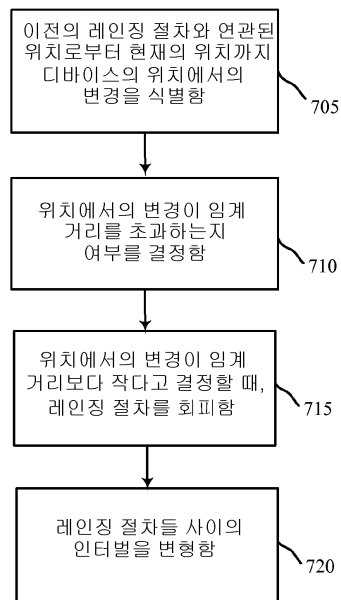 이전의 레인징 절차와 연관된
위치로부터 현재의 위치까지
디바이스의 위치에서의
변경을 식별함
705
위치에서의 변경이 임계
거리를 초과하는지
여부를 결정함
710
위치에서의 변경이 임계
거리보다 작다고 결정할 때,
레인징 절차를 회피함
715
레인징 절차들 사이의
인터벌을 변형함
720